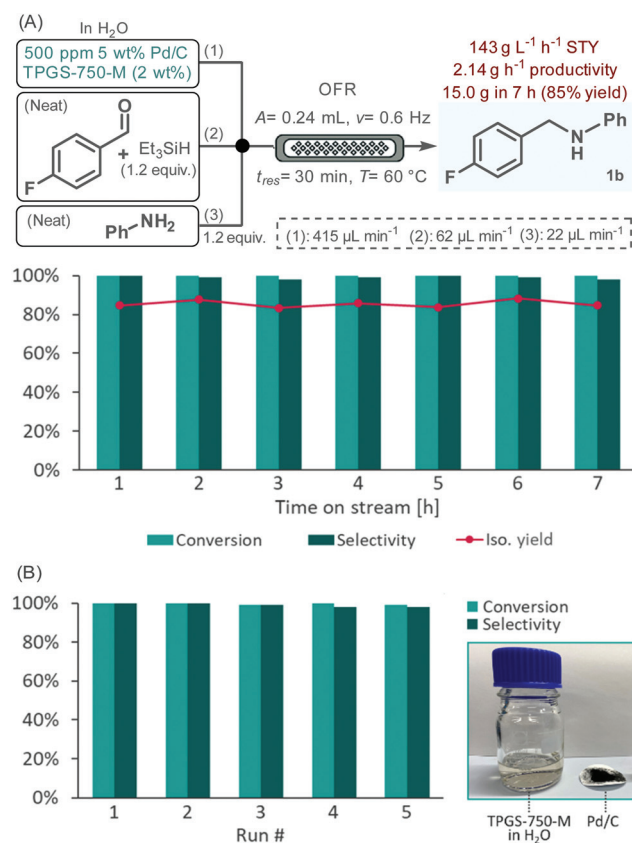 (A)
In H₂O
500 ppm 5 wt% Pd/C
TPGS-750-M (2 wt%)
(1)
(Neat)
O
F
+ Et₃SiH
(1.2 equiv.)
(2)
(Neat)
Ph NH₂
(3)
1.2 equiv.
OFR
A= 0.24 mL, ν= 0.6 Hz
tres= 30 min, T= 60 °C
143 g L⁻¹ h⁻¹ STY
2.14 g h⁻¹ productivity
15.0 g in 7 h (85% yield)
F
N
H
Ph
1b
(1): 415 µL min⁻¹ (2): 62 µL min⁻¹ (3): 22 µL min⁻¹
100%
80%
60%
40%
20%
0%
1 2 3 4 5 6 7
Time on stream [h]
Conversion Selectivity Iso. yield
(B)
100%
80%
60%
40%
20%
0%
1 2 3 4 5
Run #
Conversion
Selectivity
TPGS-750-M
in H₂O
Pd/C